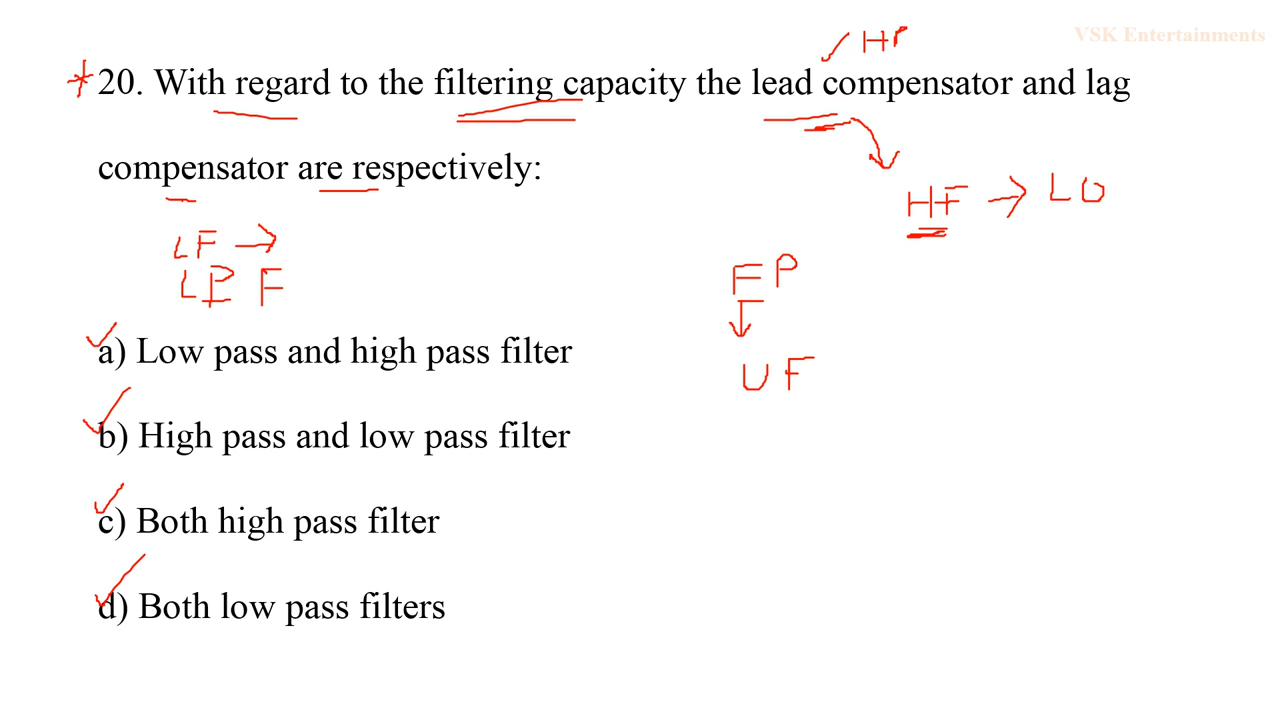 VSK Entertainments
HP
*20. With regard to the filtering capacity the lead compensator and lag
compensator are respectively:
HF → LO
LF →
LP F
FP
↓
UF
a) Low pass and high pass filter
b) High pass and low pass filter
c) Both high pass filter
d) Both low pass filters